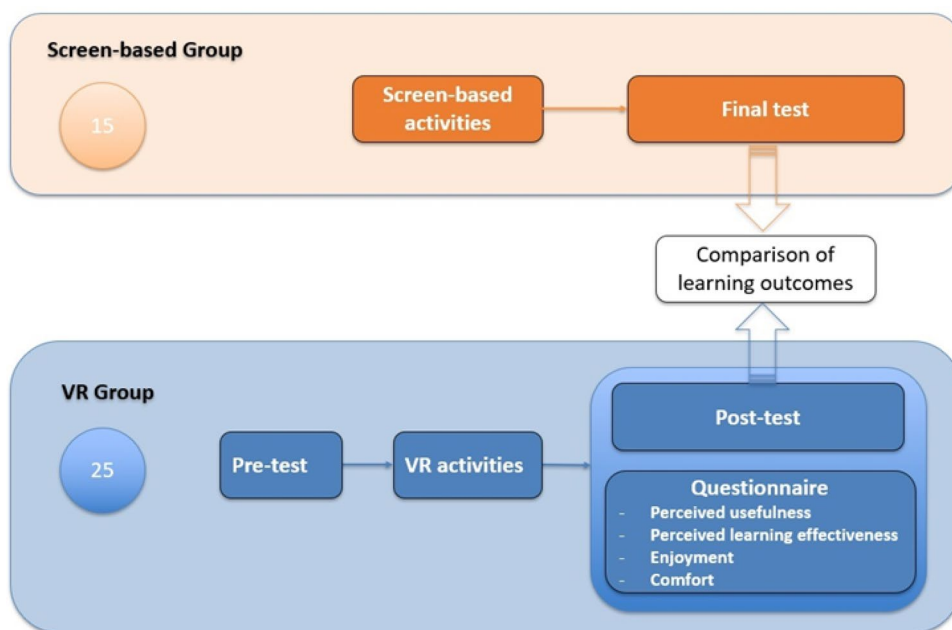 Screen-based Group
15
Screen-based
activities
Final test
Comparison of
learning outcomes
VR Group
25
Pre-test
VR activities
Post-test
Questionnaire
- Perceived usefulness
- Perceived learning effectiveness
- Enjoyment
- Comfort